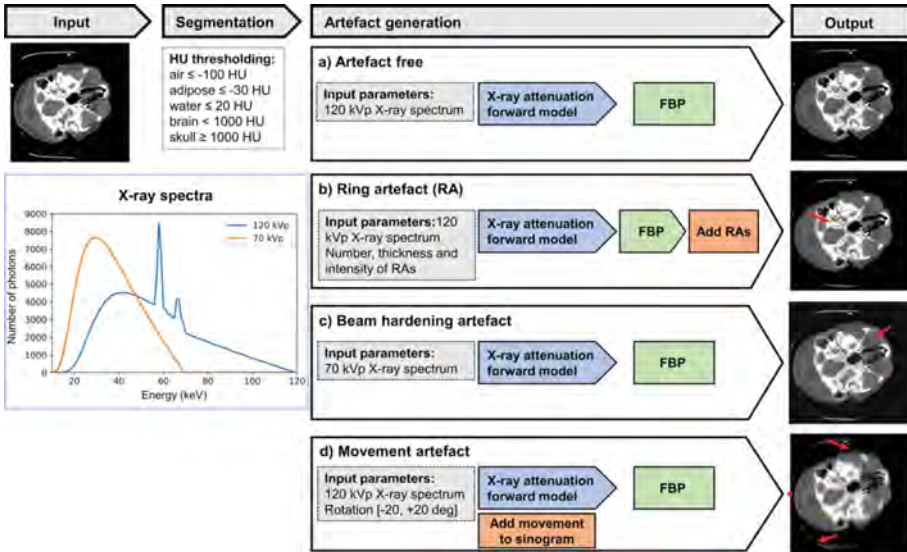 Input
Segmentation
Artefact generation
Output
HU thresholding:
air ≤ -100 HU
adipose ≤ -30 HU
water ≤ 20 HU
brain < 1000 HU
skull ≥ 1000 HU
a) Artefact free
Input parameters:
120 kVp X-ray spectrum
X-ray attenuation
forward model
FBP
X-ray spectra
Number of photons
9000
8000
7000
6000
5000
4000
3000
2000
1000
0
120 kVp
70 kVp
20
40
60
80
100
120
Energy (keV)
b) Ring artefact (RA)
Input parameters:120
kVp X-ray spectrum
Number, thickness and
intensity of RAs
X-ray attenuation
forward model
FBP
Add RAs
c) Beam hardening artefact
Input parameters:
70 kVp X-ray spectrum
X-ray attenuation
forward model
FBP
d) Movement artefact
Input parameters:
120 kVp X-ray spectrum
Rotation [-20, +20 deg]
X-ray attenuation
forward model
Add movement
to sinogram
FBP